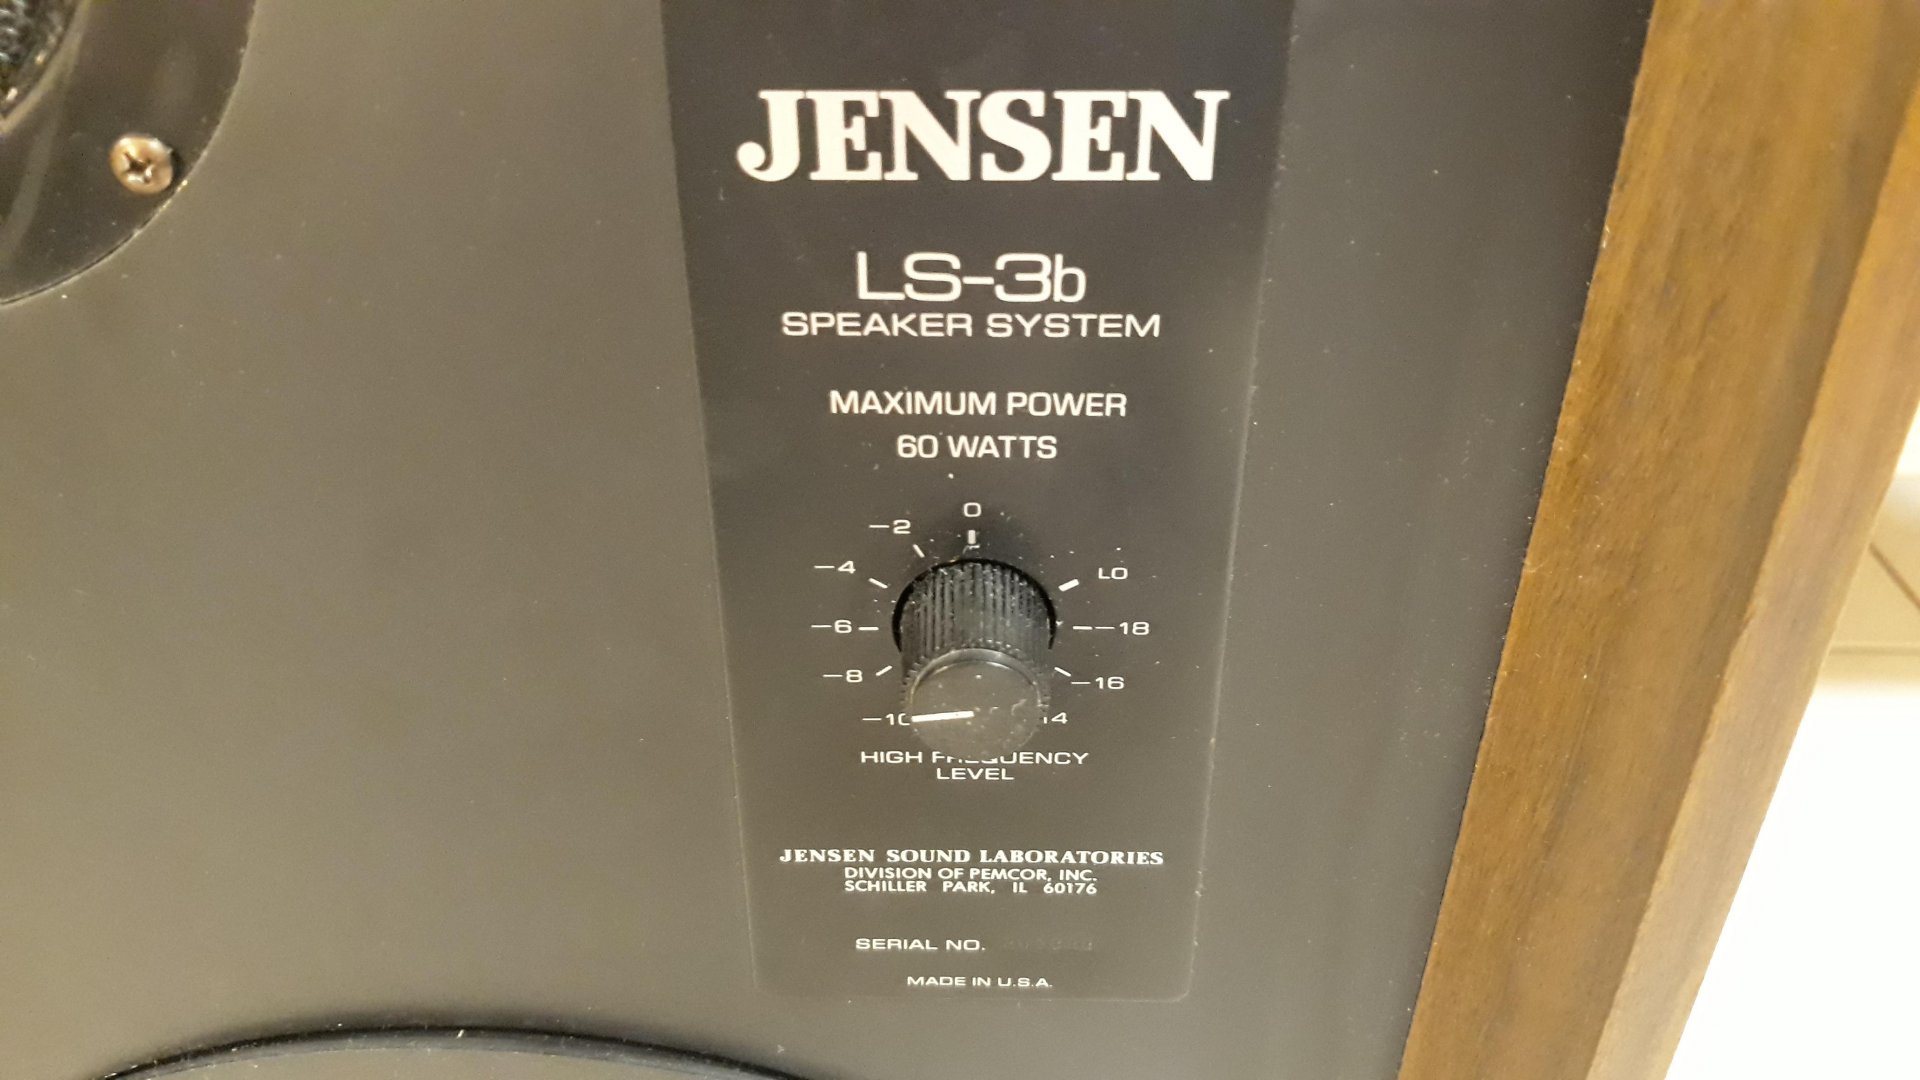 JENSEN
LS-3b
SPEAKER SYSTEM
MAXIMUM POWER
60 WATTS
0
-2
-4 LO
-6 -18
-8 -16
HIGH FREQUENCY
LEVEL
JENSEN SOUND LABORATORIES
DIVISION OF PEMCOR, INC.
SCHILLER PARK, IL 60176
SERIAL NO.
MADE IN U.S.A.